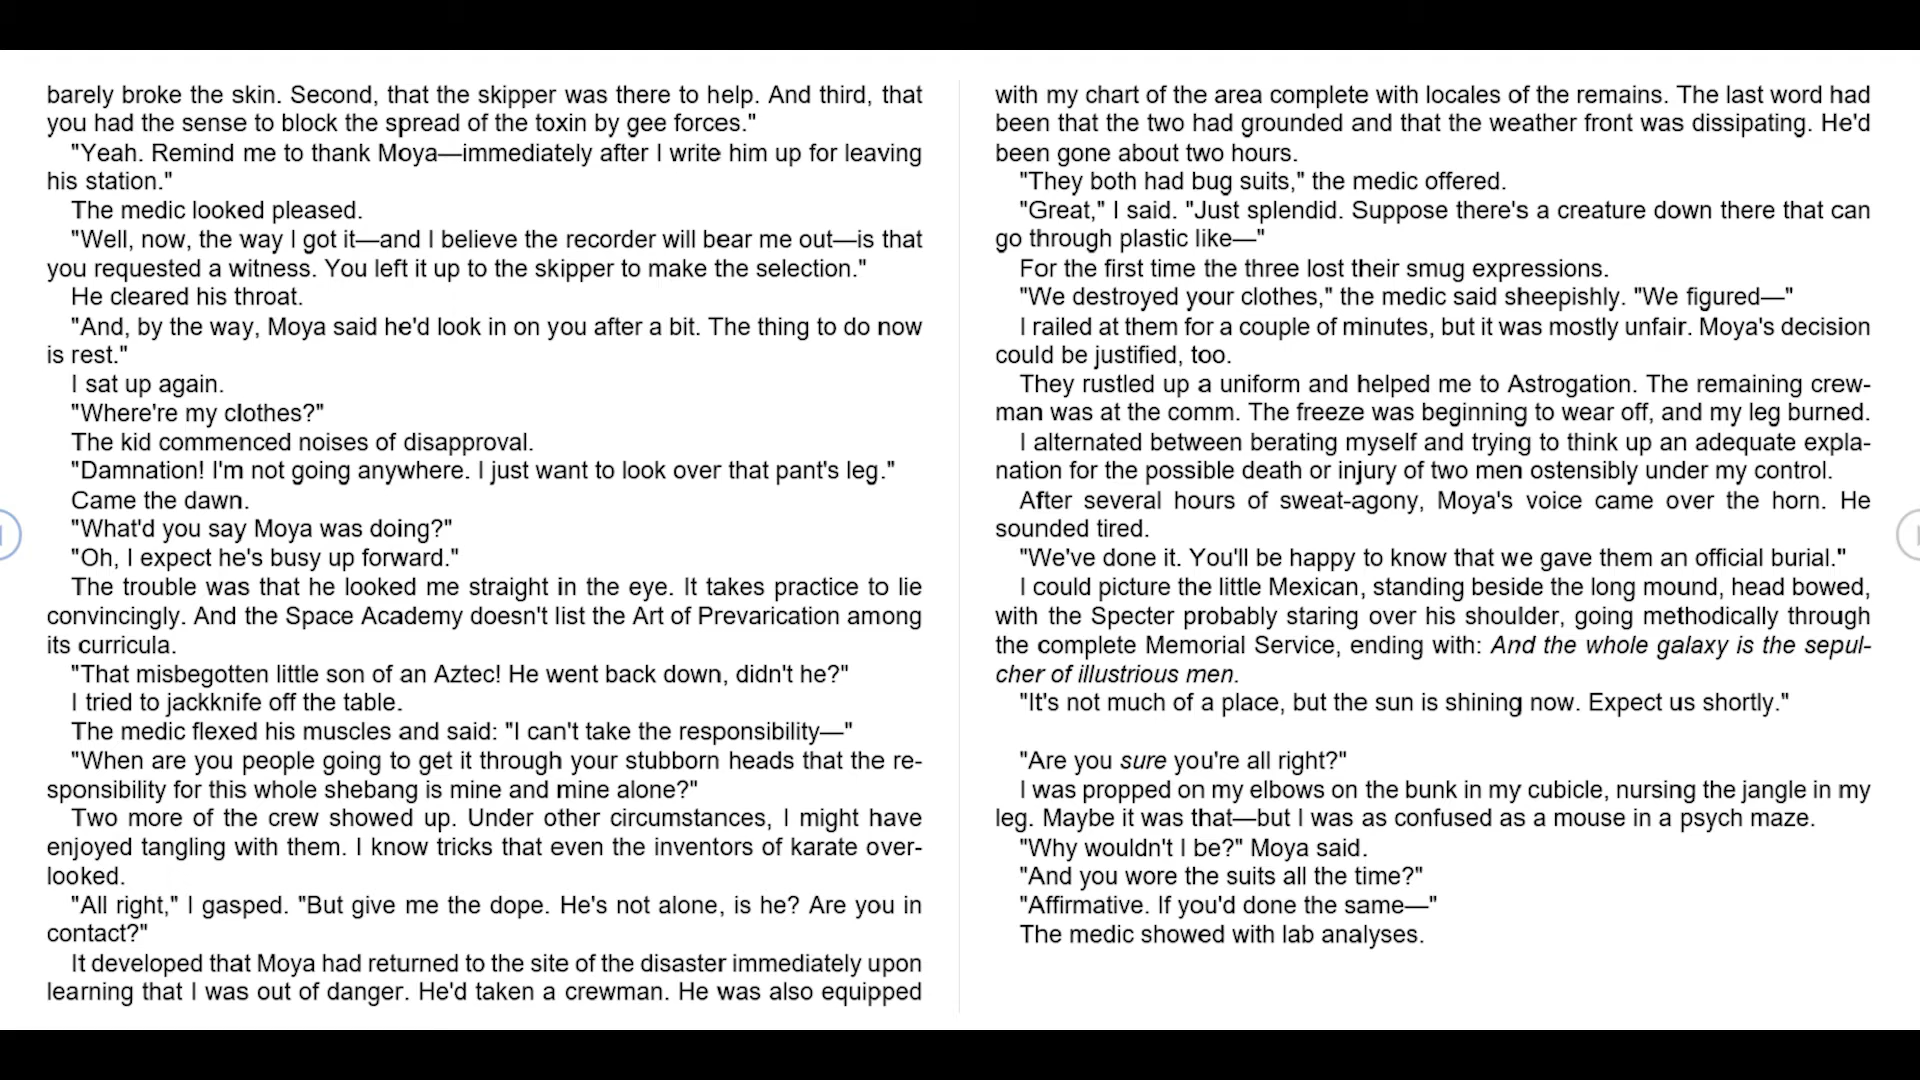 barely broke the skin. Second, that the skipper was there to help. And third, that
you had the sense to block the spread of the toxin by gee forces."
"Yeah. Remind me to thank Moya—immediately after I write him up for leaving
his station."
The medic looked pleased.
"Well, now, the way I got it—and I believe the recorder will bear me out—is that
you requested a witness. You left it up to the skipper to make the selection."
He cleared his throat.
"And, by the way, Moya said he'd look in on you after a bit. The thing to do now
is rest."
I sat up again.
"Where're my clothes?"
The kid commenced noises of disapproval.
"Damnation! I'm not going anywhere. I just want to look over that pant's leg."
Came the dawn.
"What'd you say Moya was doing?"
"Oh, I expect he's busy up forward."
The trouble was that he looked me straight in the eye. It takes practice to lie
convincingly. And the Space Academy doesn't list the Art of Prevarication among
its curricula.
"That misbegotten little son of an Aztec! He went back down, didn't he?"
I tried to jackknife off the table.
The medic flexed his muscles and said: "I can't take the responsibility—"
"When are you people going to get it through your stubborn heads that the re-
sponsibility for this whole shebang is mine and mine alone?"
Two more of the crew showed up. Under other circumstances, I might have
enjoyed tangling with them. I know tricks that even the inventors of karate over-
looked.
"All right," I gasped. "But give me the dope. He's not alone, is he? Are you in
contact?"
It developed that Moya had returned to the site of the disaster immediately upon
learning that I was out of danger. He'd taken a crewman. He was also equipped
with my chart of the area complete with locales of the remains. The last word had
been that the two had grounded and that the weather front was dissipating. He'd
been gone about two hours.
"They both had bug suits," the medic offered.
"Great," I said. "Just splendid. Suppose there's a creature down there that can
go through plastic like—"
For the first time the three lost their smug expressions.
"We destroyed your clothes," the medic said sheepishly. "We figured—"
I railed at them for a couple of minutes, but it was mostly unfair. Moya's decision
could be justified, too.
They rustled up a uniform and helped me to Astrogation. The remaining crew-
man was at the comm. The freeze was beginning to wear off, and my leg burned.
I alternated between berating myself and trying to think up an adequate expla-
nation for the possible death or injury of two men ostensibly under my control.
After several hours of sweat-agony, Moya's voice came over the horn. He
sounded tired.
"We've done it. You'll be happy to know that we gave them an official burial."
I could picture the little Mexican, standing beside the long mound, head bowed,
with the Specter probably staring over his shoulder, going methodically through
the complete Memorial Service, ending with: And the whole galaxy is the sepul-
cher of illustrious men.
"It's not much of a place, but the sun is shining now. Expect us shortly."
"Are you sure you're all right?"
I was propped on my elbows on the bunk in my cubicle, nursing the jangle in my
leg. Maybe it was that—but I was as confused as a mouse in a psych maze.
"Why wouldn't I be?" Moya said.
"And you wore the suits all the time?"
"Affirmative. If you'd done the same—"
The medic showed with lab analyses.